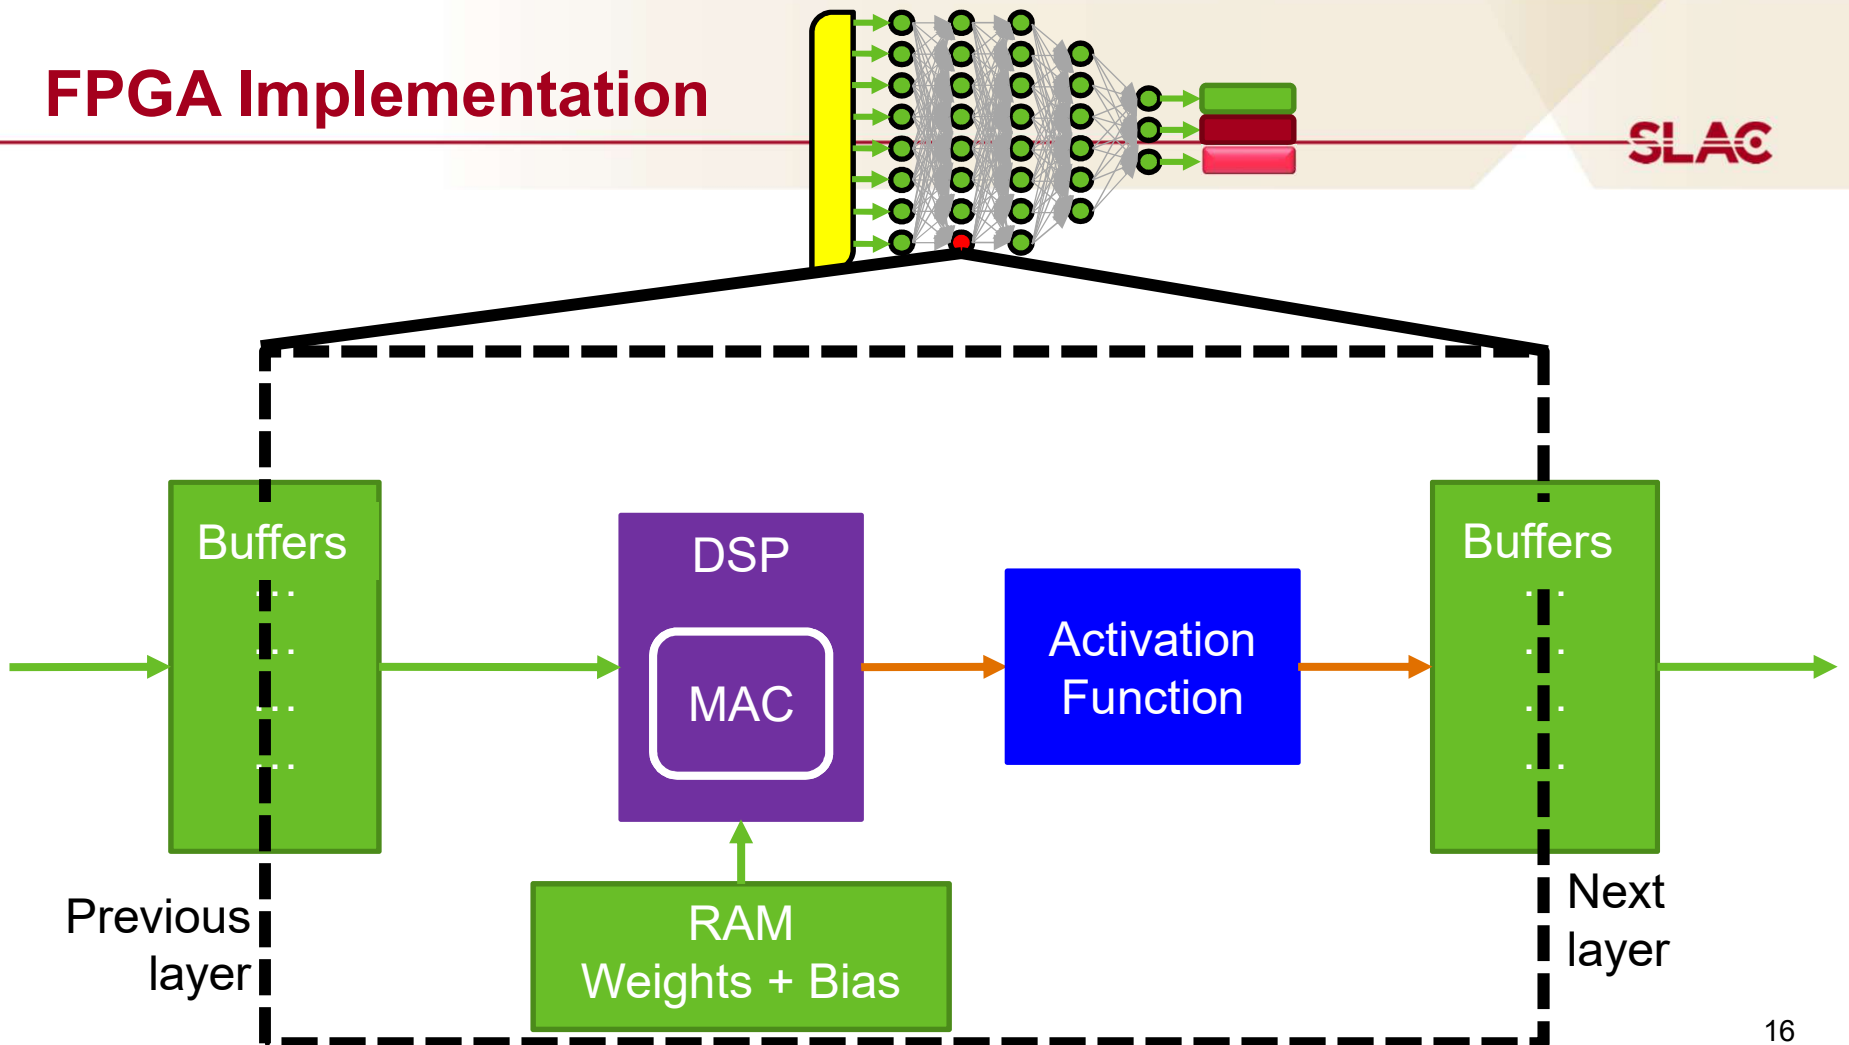 FPGA Implementation
SLAC
Buffers
...
...
...
...
DSP
MAC
Activation
Function
Buffers
...
...
...
...
Previous
layer
RAM
Weights + Bias
Next
layer
16